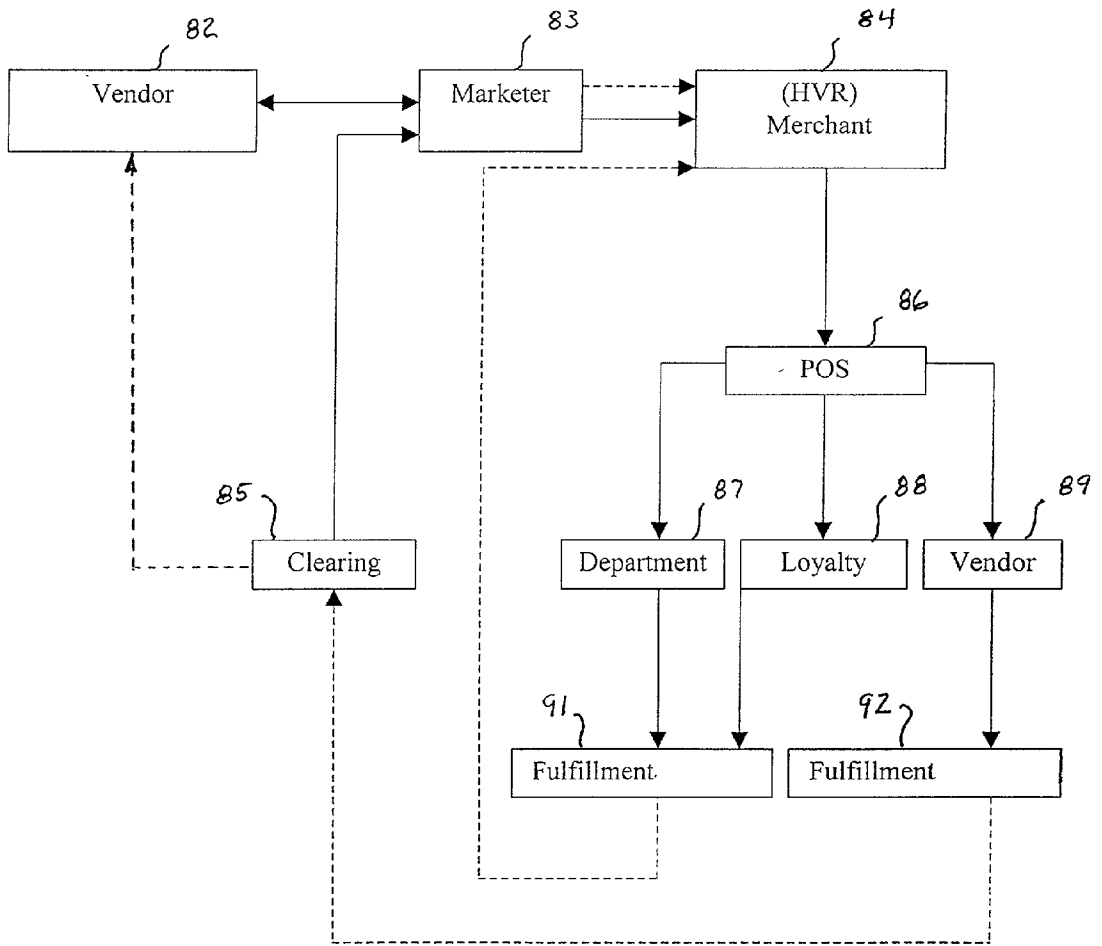 82
83
84
Vendor
Marketer
(HVR)
Merchant
86
POS
85
87
88
89
Clearing
Department
Loyalty
Vendor
91
92
Fulfillment
Fulfillment